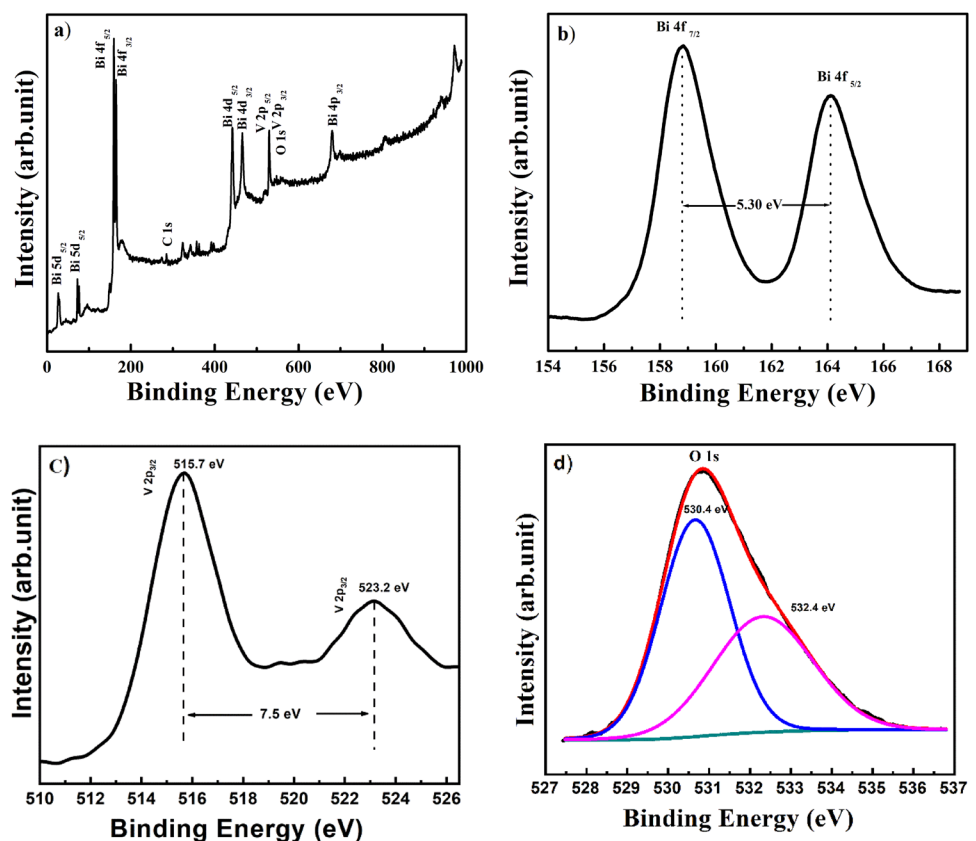 a)
Bi 5d 5/2
Bi 5d 5/2
Bi 4f 5/2
Bi 4f 3/2
C 1s
Bi 4d 5/2
Bi 4d 3/2
V 2p 5/2
V 2p 3/2
O 1s
Bi 4p 3/2
Intensity (arb.unit)
0 200 400 600 800 1000
Binding Energy (eV)
b)
Bi 4f 7/2
Bi 4f 5/2
5.30 eV
Intensity (arb.unit)
154 156 158 160 162 164 166 168
Binding Energy (eV)
C)
V 2p3/2
515.7 eV
V 2p3/2
523.2 eV
7.5 eV
Intensity (arb.unit)
510 512 514 516 518 520 522 524 526
Binding Energy (eV)
d)
O 1s
530.4 eV
532.4 eV
Intensity (arb.unit)
527 528 529 530 531 532 533 534 535 536 537
Binding Energy (eV)